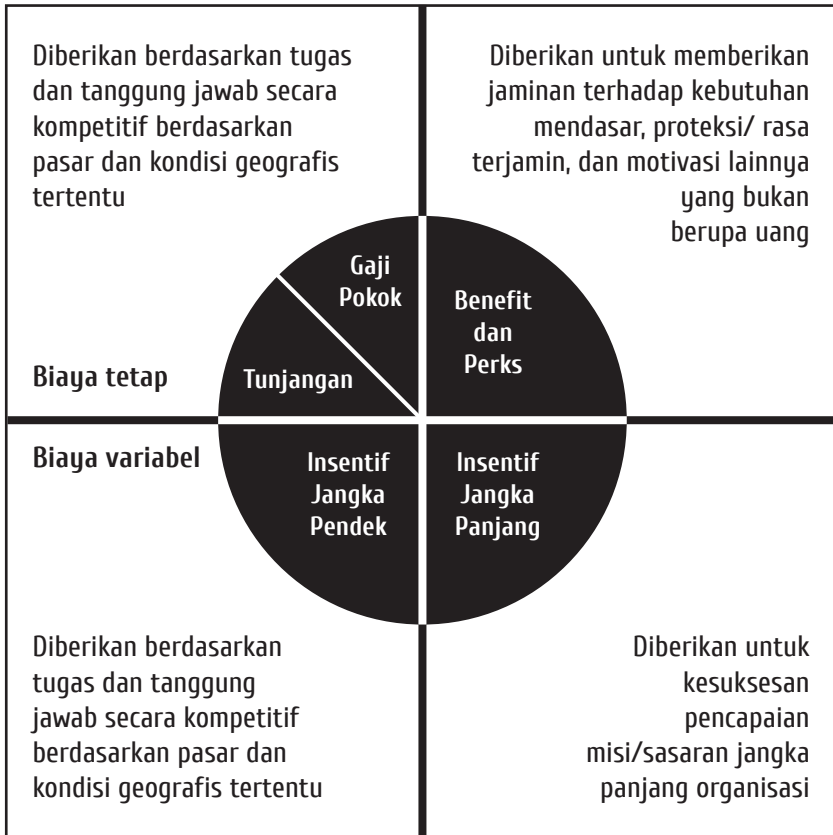 Diberikan berdasarkan tugas
dan tanggung jawab secara
kompetitif berdasarkan
pasar dan kondisi geografis
tertentu
Diberikan untuk memberikan
jaminan terhadap kebutuhan
mendasar, proteksi/ rasa
terjamin, dan motivasi lainnya
yang bukan
berupa uang
Gaji
Pokok
Tunjangan
Benefit
dan
Perks
Biaya tetap
Biaya variabel
Insentif
Jangka
Pendek
Insentif
Jangka
Panjang
Diberikan berdasarkan
tugas dan tanggung
jawab secara kompetitif
berdasarkan pasar dan
kondisi geografis tertentu
Diberikan untuk
kesuksesan
pencapaian
misi/sasaran jangka
panjang organisasi